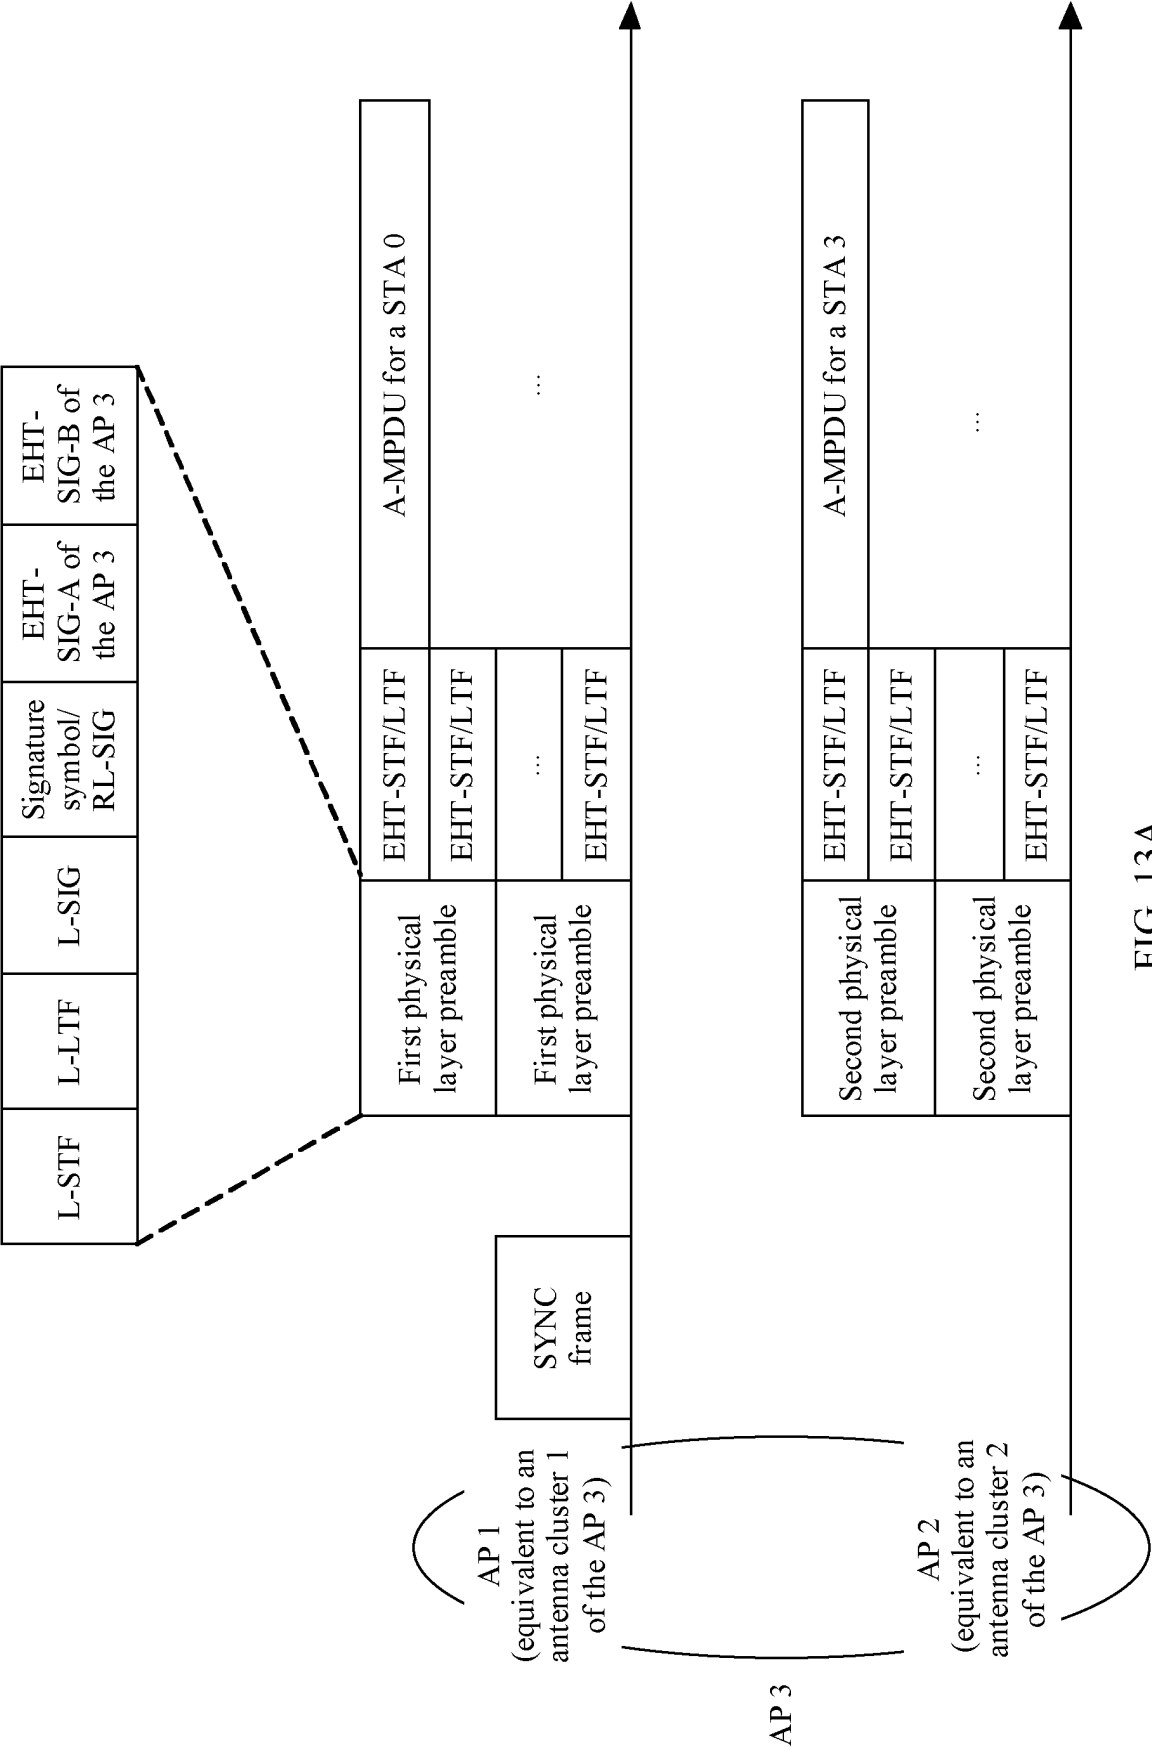 L-STF
L-LTF
L-SIG
Signature
symbol/
RL-SIG
EHT-
SIG-A of
the AP 3
EHT-
SIG-B of
the AP 3
AP 3
AP 1
(equivalent to an
antenna cluster 1
of the AP 3)
SYNC
frame
First physical
layer preamble
First physical
layer preamble
EHT-STF/LTF
EHT-STF/LTF
...
EHT-STF/LTF
A-MPDU for a STA 0
...
AP 2
(equivalent to an
antenna cluster 2
of the AP 3)
Second physical
layer preamble
Second physical
layer preamble
EHT-STF/LTF
EHT-STF/LTF
...
EHT-STF/LTF
A-MPDU for a STA 3
...
FIG. 13A